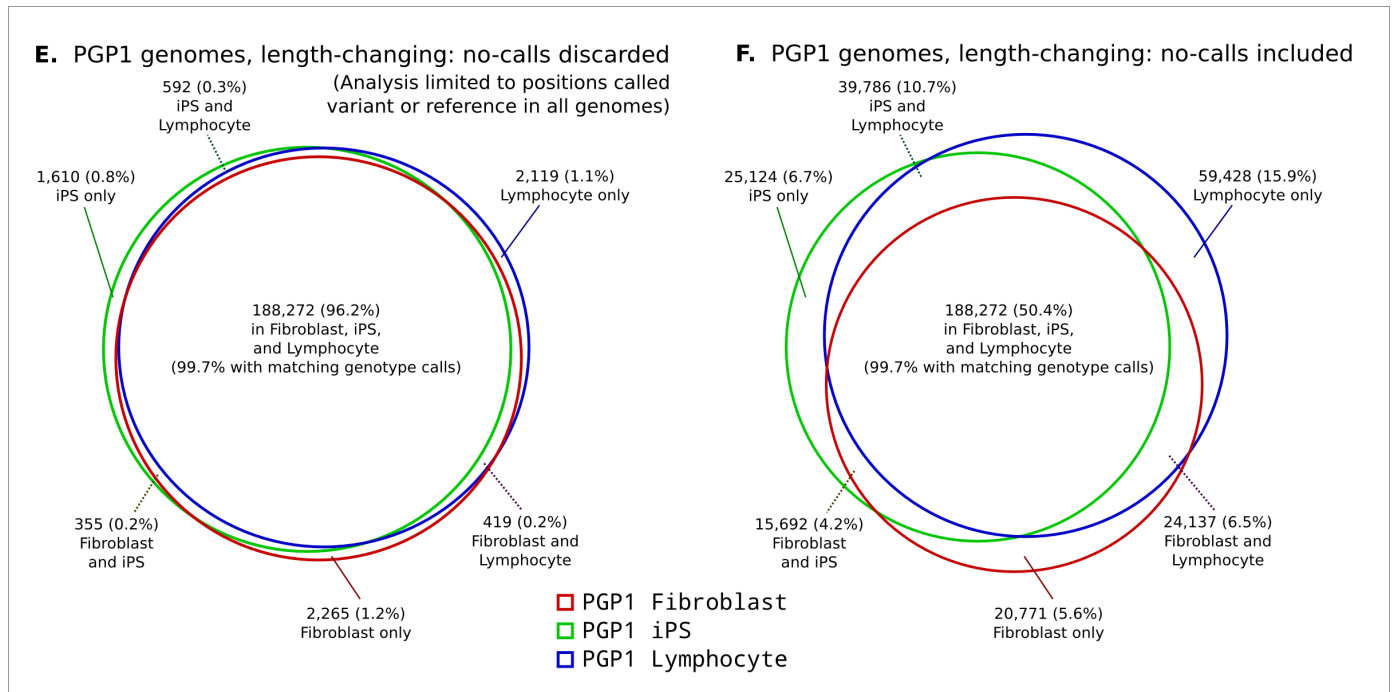 E. PGP1 genomes, length-changing: no-calls discarded
(Analysis limited to positions called
variant or reference in all genomes)
592 (0.3%)
iPS and
Lymphocyte
1,610 (0.8%)
iPS only
2,119 (1.1%)
Lymphocyte only
188,272 (96.2%)
in Fibroblast, iPS,
and Lymphocyte
(99.7% with matching genotype calls)
355 (0.2%)
Fibroblast
and iPS
419 (0.2%)
Fibroblast and
Lymphocyte
2,265 (1.2%)
Fibroblast only
F. PGP1 genomes, length-changing: no-calls included
39,786 (10.7%)
iPS and
Lymphocyte
25,124 (6.7%)
iPS only
59,428 (15.9%)
Lymphocyte only
188,272 (50.4%)
in Fibroblast, iPS,
and Lymphocyte
(99.7% with matching genotype calls)
15,692 (4.2%)
Fibroblast
and iPS
24,137 (6.5%)
Fibroblast and
Lymphocyte
20,771 (5.6%)
Fibroblast only
PGP1 Fibroblast
PGP1 iPS
PGP1 Lymphocyte